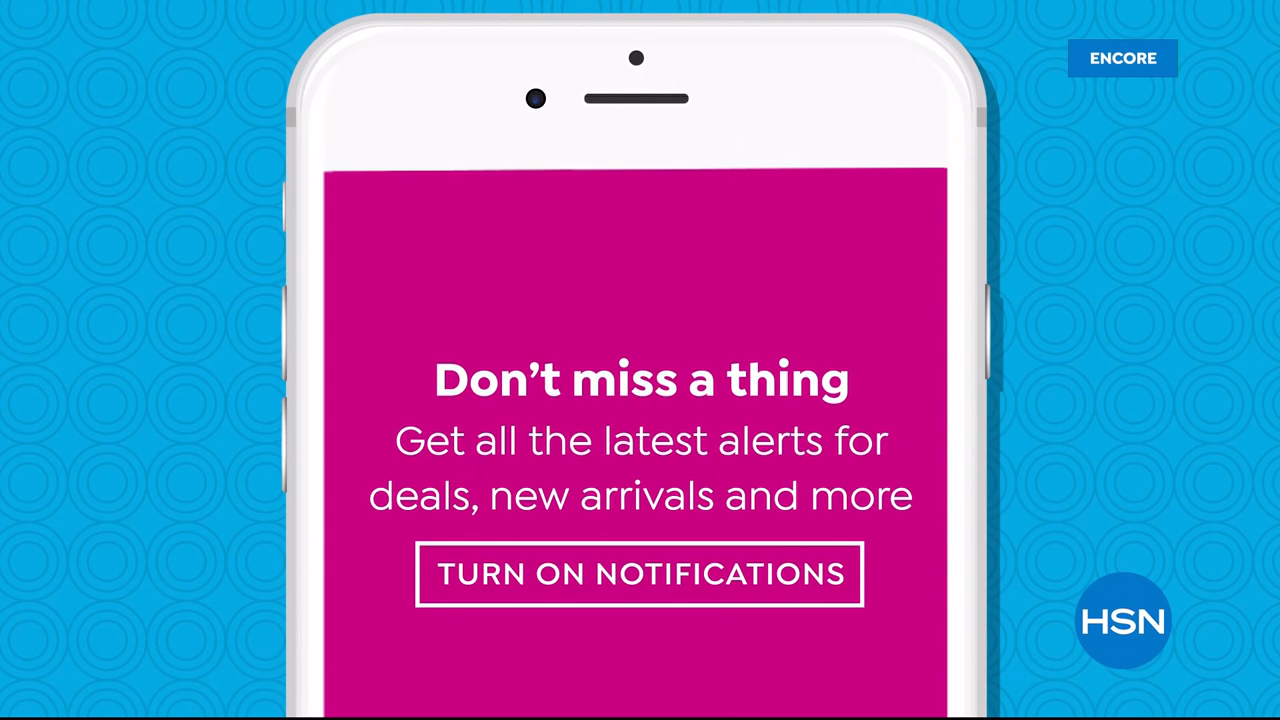 ENCORE
Don’t miss a thing
Get all the latest alerts for
deals, new arrivals and more
TURN ON NOTIFICATIONS
HSN